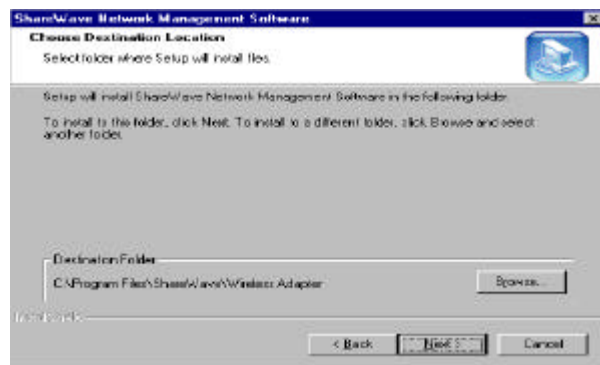 ShareWave Network Management Software
Choose Destination Location
Select folder where Setup will install files.
Setup will install ShareWave Network Management Software in the following folder.
To install to this folder, click Next. To install to a different folder, click Browse and select
another folder.
Destination Folder
C:\Program Files\ShareWave\Wireless Adapter
Browse...
< Back
Next >
Cancel